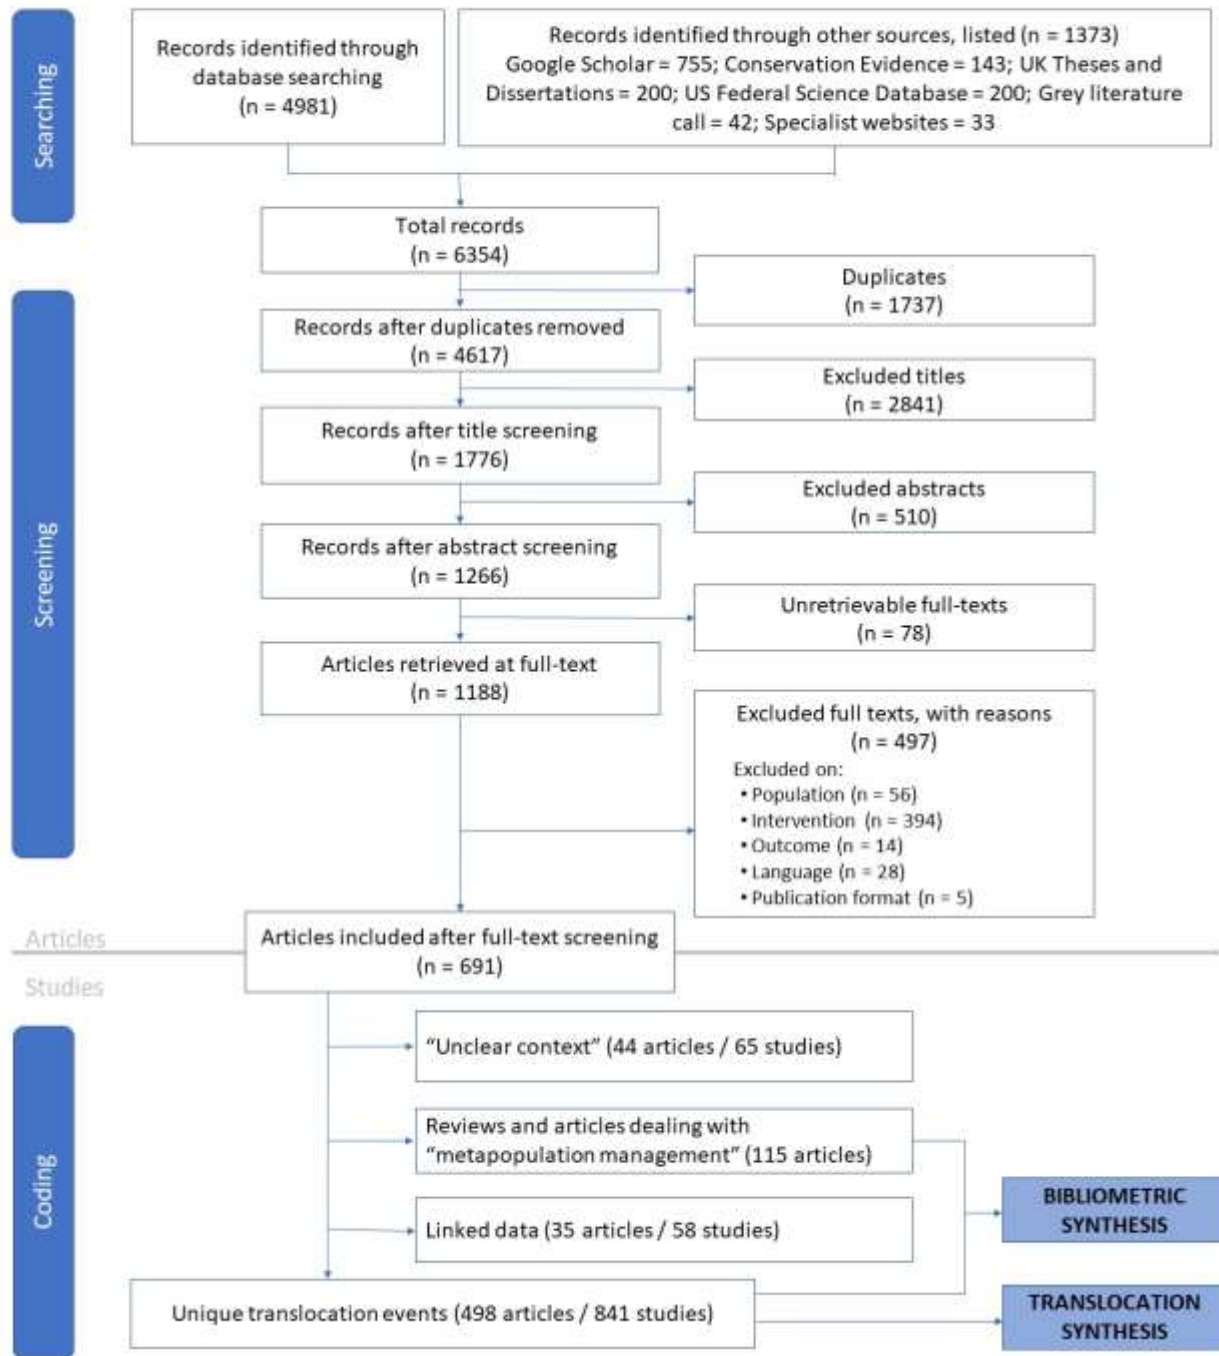 Searching
Records identified through
database searching
(n = 4981)
Records identified through other sources, listed (n = 1373)
Google Scholar = 755; Conservation Evidence = 143; UK Theses and
Dissertations = 200; US Federal Science Database = 200; Grey literature
call = 42; Specialist websites = 33
Total records
(n = 6354)
Screening
Duplicates
(n = 1737)
Records after duplicates removed
(n = 4617)
Excluded titles
(n = 2841)
Records after title screening
(n = 1776)
Excluded abstracts
(n = 510)
Records after abstract screening
(n = 1266)
Unretrievable full-texts
(n = 78)
Articles retrieved at full-text
(n = 1188)
Excluded full texts, with reasons
(n = 497)
Excluded on:
• Population (n = 56)
• Intervention (n = 394)
• Outcome (n = 14)
• Language (n = 28)
• Publication format (n = 5)
Articles included after full-text screening
(n = 691)
Articles
Studies
Coding
“Unclear context” (44 articles / 65 studies)
Reviews and articles dealing with
“metapopulation management” (115 articles)
Linked data (35 articles / 58 studies)
Unique translocation events (498 articles / 841 studies)
BIBLIOMETRIC
SYNTHESIS
TRANSLOCATION
SYNTHESIS